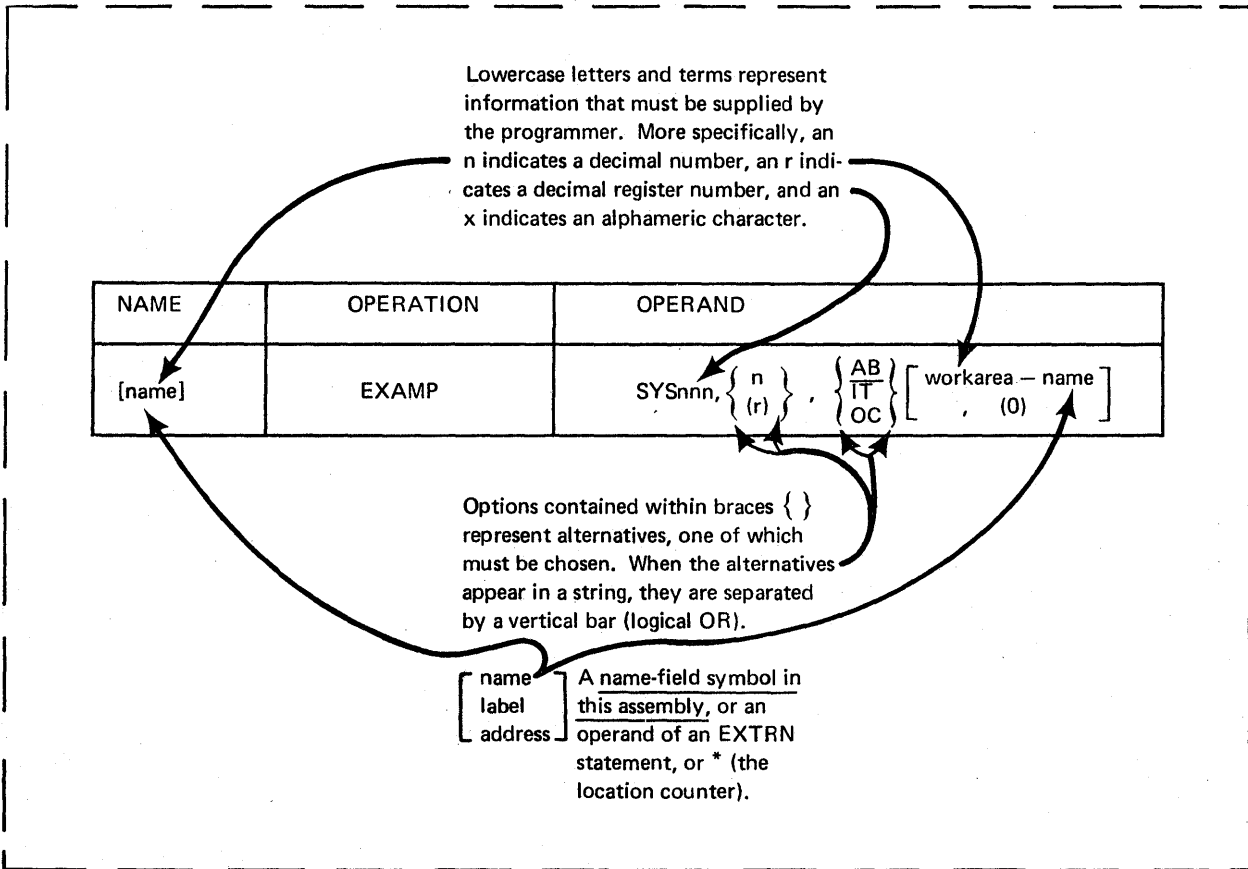 Lowercase letters and terms represent
information that must be supplied by
the programmer. More specifically, an
n indicates a decimal number, an r indi-
cates a decimal register number, and an
x indicates an alphameric character.
NAME OPERATION OPERAND
[name] EXAMP SYSnnn, { n (r) } , { AB IT OC } [ workarea – name , (0) ]
Options contained within braces { }
represent alternatives, one of which
must be chosen. When the alternatives
appear in a string, they are separated
by a vertical bar (logical OR).
[ name ] A name-field symbol in
[ label ] this assembly, or an
[ address ] operand of an EXTRN
statement, or * (the
location counter).